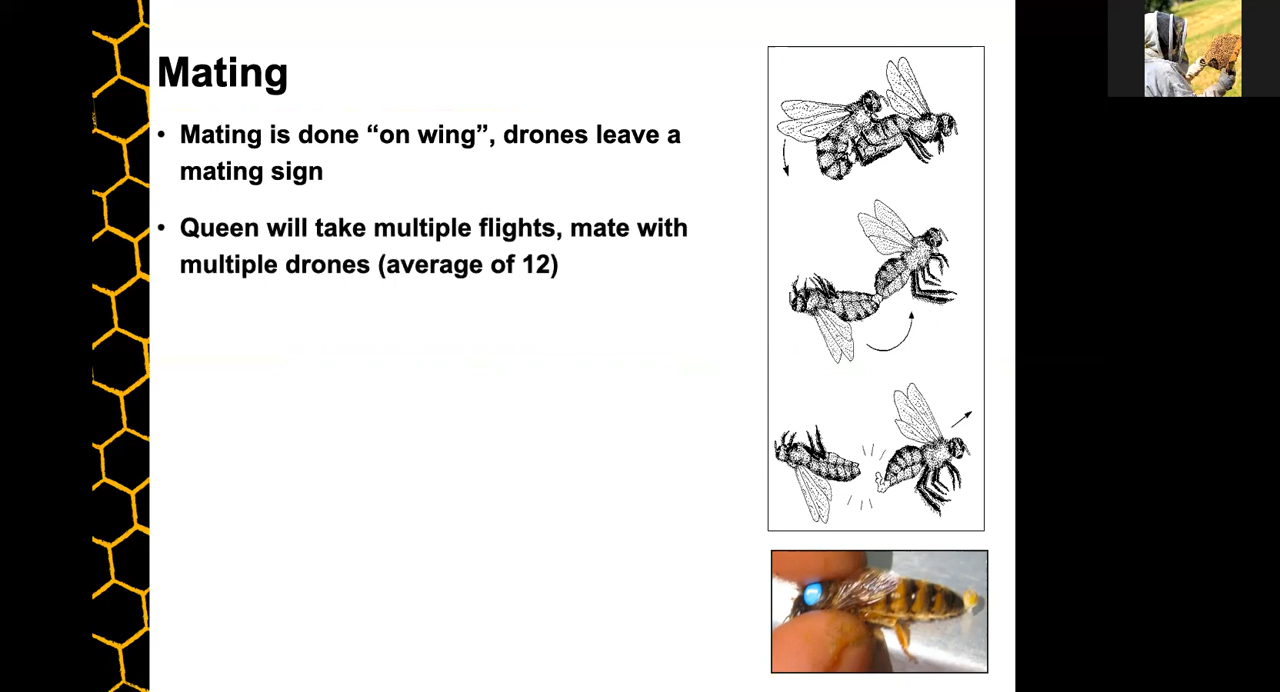 Mating
• Mating is done “on wing”, drones leave a
mating sign
• Queen will take multiple flights, mate with
multiple drones (average of 12)